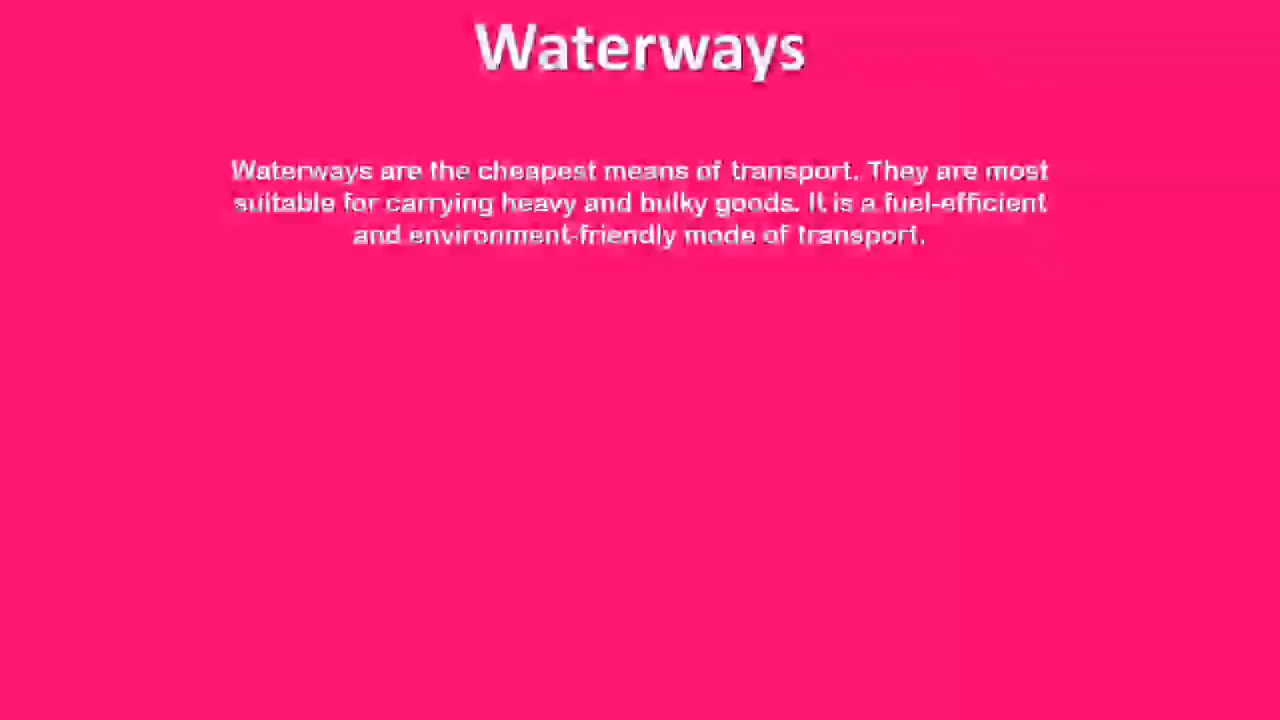 Waterways
Waterways are the cheapest means of transport. They are most
suitable for carrying heavy and bulky goods. It is a fuel-efficient
and environment-friendly mode of transport.